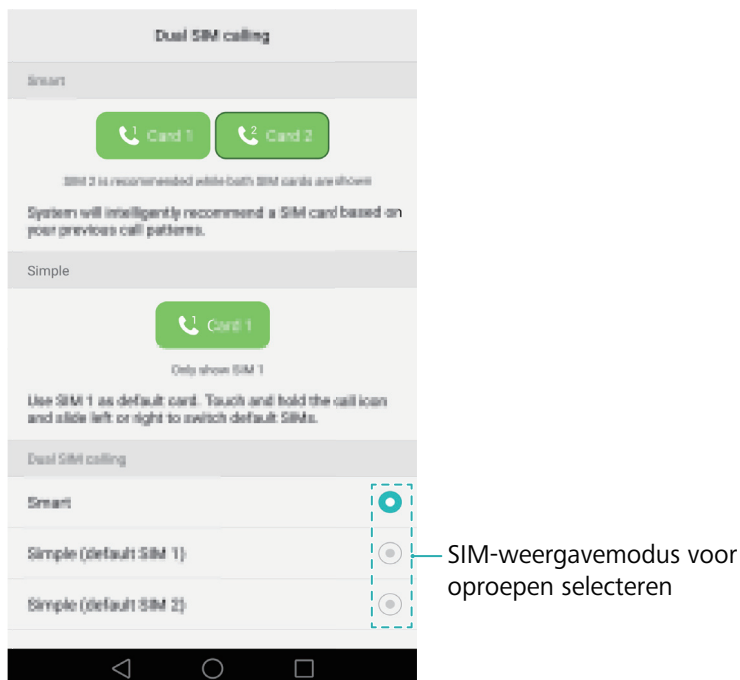 Dual SIM calling
Smart
1 Card 1
2 Card 2
SIM 2 is recommended while both SIM cards are shown
System will intelligently recommend a SIM card based on
your previous call patterns.
Simple
1 Card 1
Only show SIM 1
Use SIM 1 as default card. Touch and hold the call icon
and slide left or right to switch default SIMs.
Dual SIM calling
Smart
Simple (default SIM 1)
Simple (default SIM 2)
SIM-weergavemodus voor
oproepen selecteren